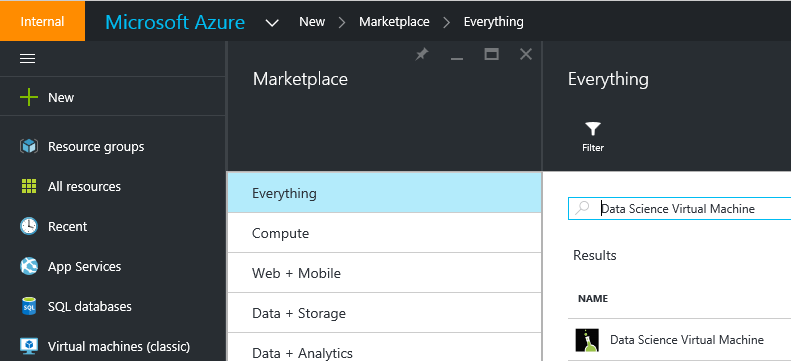 Internal
Microsoft Azure
New
Marketplace
Everything
New
Resource groups
All resources
Recent
App Services
SQL databases
Virtual machines (classic)
Marketplace
Everything
Compute
Web + Mobile
Data + Storage
Data + Analytics
Everything
Filter
Data Science Virtual Machine
Results
NAME
Data Science Virtual Machine